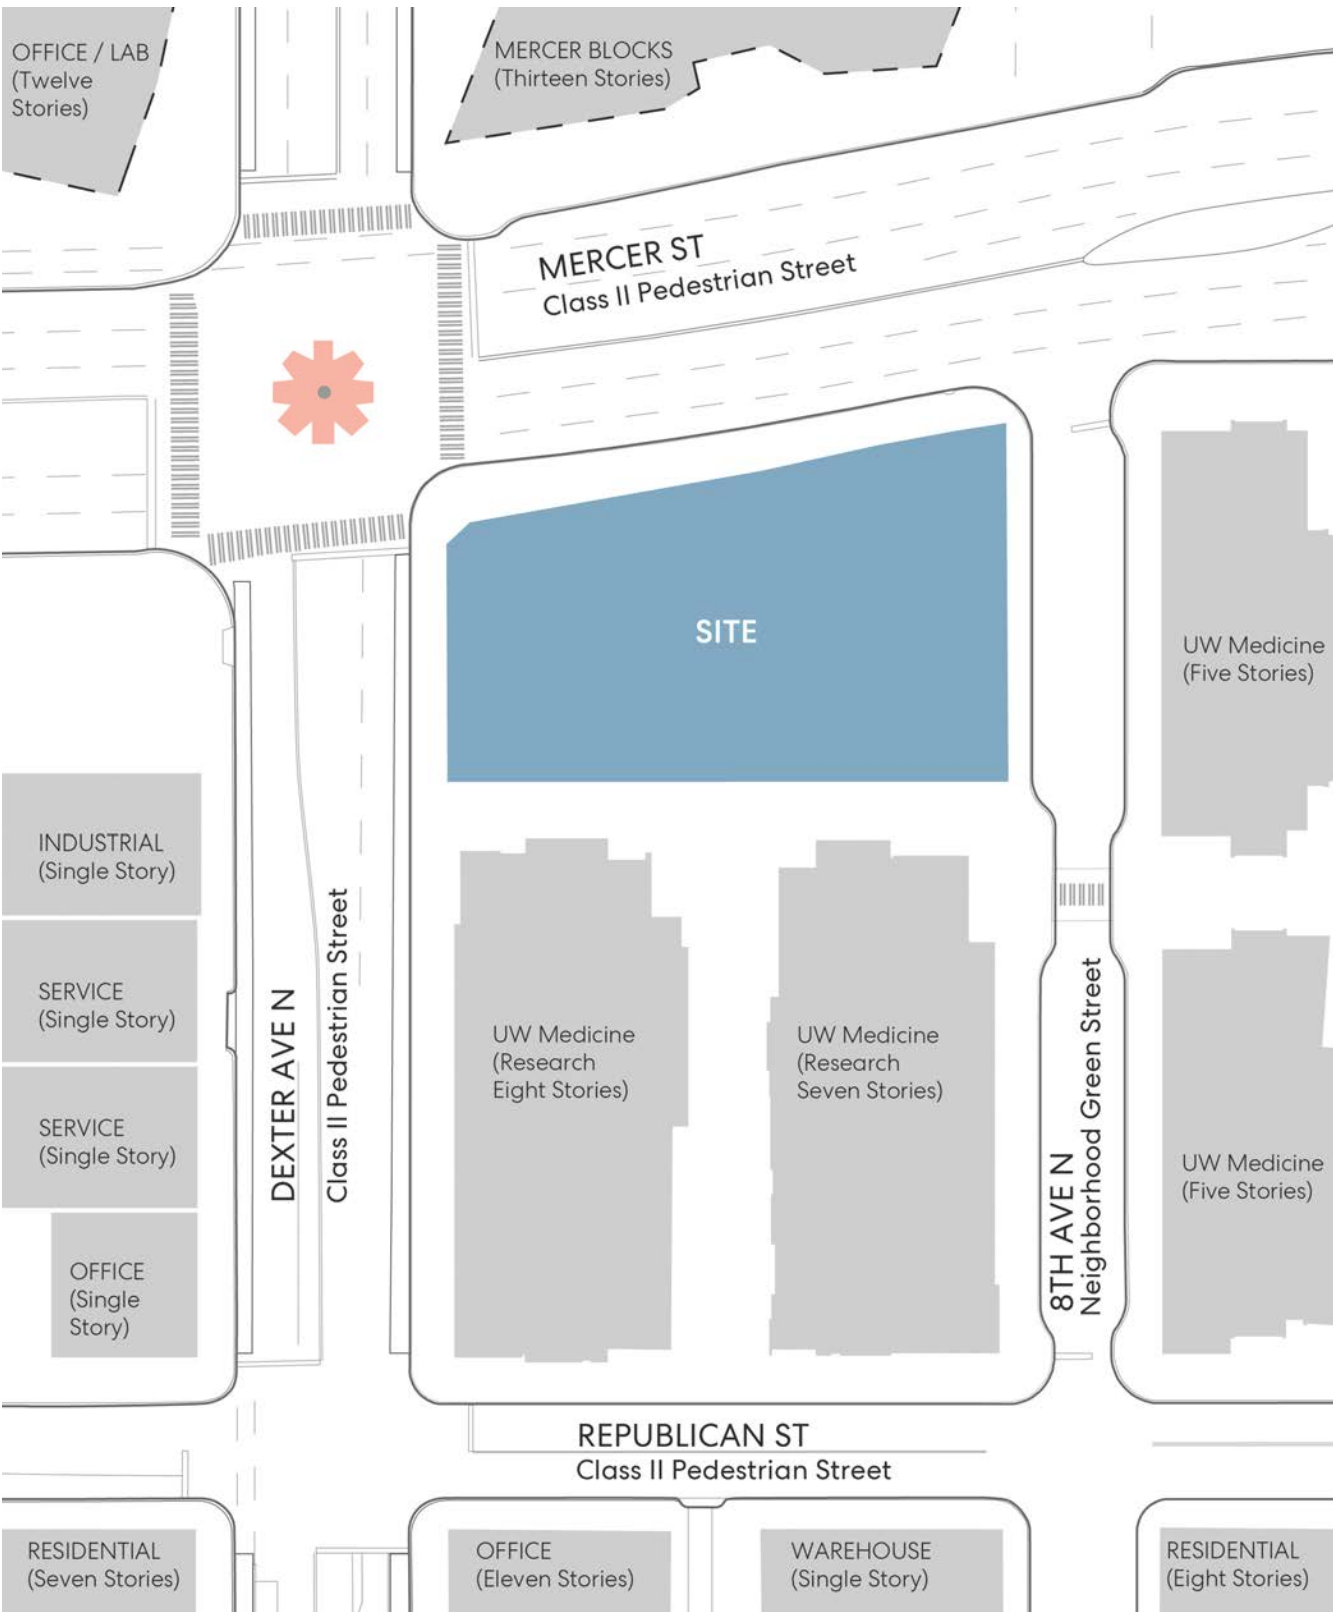 OFFICE / LAB
(Twelve
Stories)
MERCER BLOCKS
(Thirteen Stories)
MERCER ST
Class II Pedestrian Street
SITE
UW Medicine
(Five Stories)
INDUSTRIAL
(Single Story)
SERVICE
(Single Story)
SERVICE
(Single Story)
OFFICE
(Single
Story)
DEXTER AVE N
Class II Pedestrian Street
UW Medicine
(Research
Eight Stories)
UW Medicine
(Research
Seven Stories)
8TH AVE N
Neighborhood Green Street
UW Medicine
(Five Stories)
REPUBLICAN ST
Class II Pedestrian Street
RESIDENTIAL
(Seven Stories)
OFFICE
(Eleven Stories)
WAREHOUSE
(Single Story)
RESIDENTIAL
(Eight Stories)